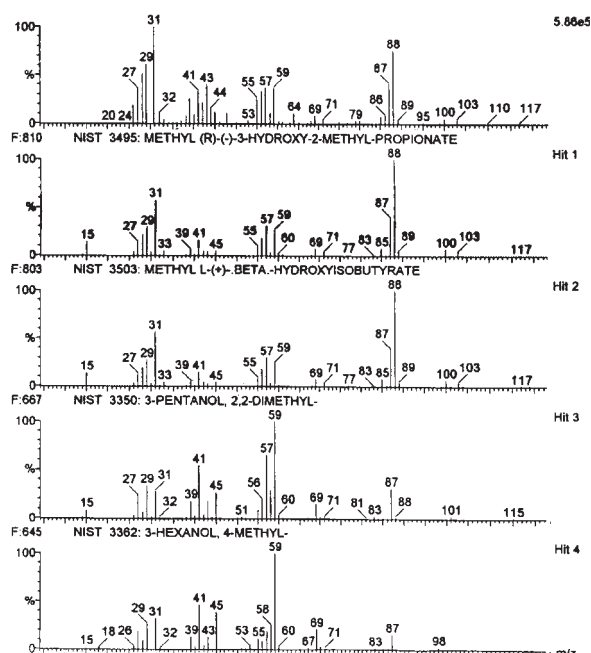 100 31 5.86e5
88
29
27 41 43 55 57 59 87
% 44
32 86
20 24 53 64 69 71 79 89 95 100 103 110 117
0
F:810 NIST 3495: METHYL (R)-(-)-3-HYDROXY-2-METHYL-PROPIONATE
100 88 Hit 1
31
% 27 29 57 59 87
15 33 39 41 45 55 60 69 71 77 83 85 89 100 103 117
0
F:803 NIST 3503: METHYL L-(+)-.BETA.-HYDROXYISOBUTYRATE
100 88 Hit 2
31
% 27 29 57 59 87
15 33 39 41 45 55 69 71 77 83 85 89 100 103 117
0
F:667 NIST 3350: 3-PENTANOL, 2,2-DIMETHYL-
100 59 Hit 3
57
41
% 27 29 31 45 56 87
15 32 39 51 60 69 71 81 83 88 101 115
0
F:645 NIST 3362: 3-HEXANOL, 4-METHYL-
100 59 Hit 4
% 29 31 41 45 58
15 18 26 32 39 43 53 55 60 67 69 71 83 87 98
0 m/z